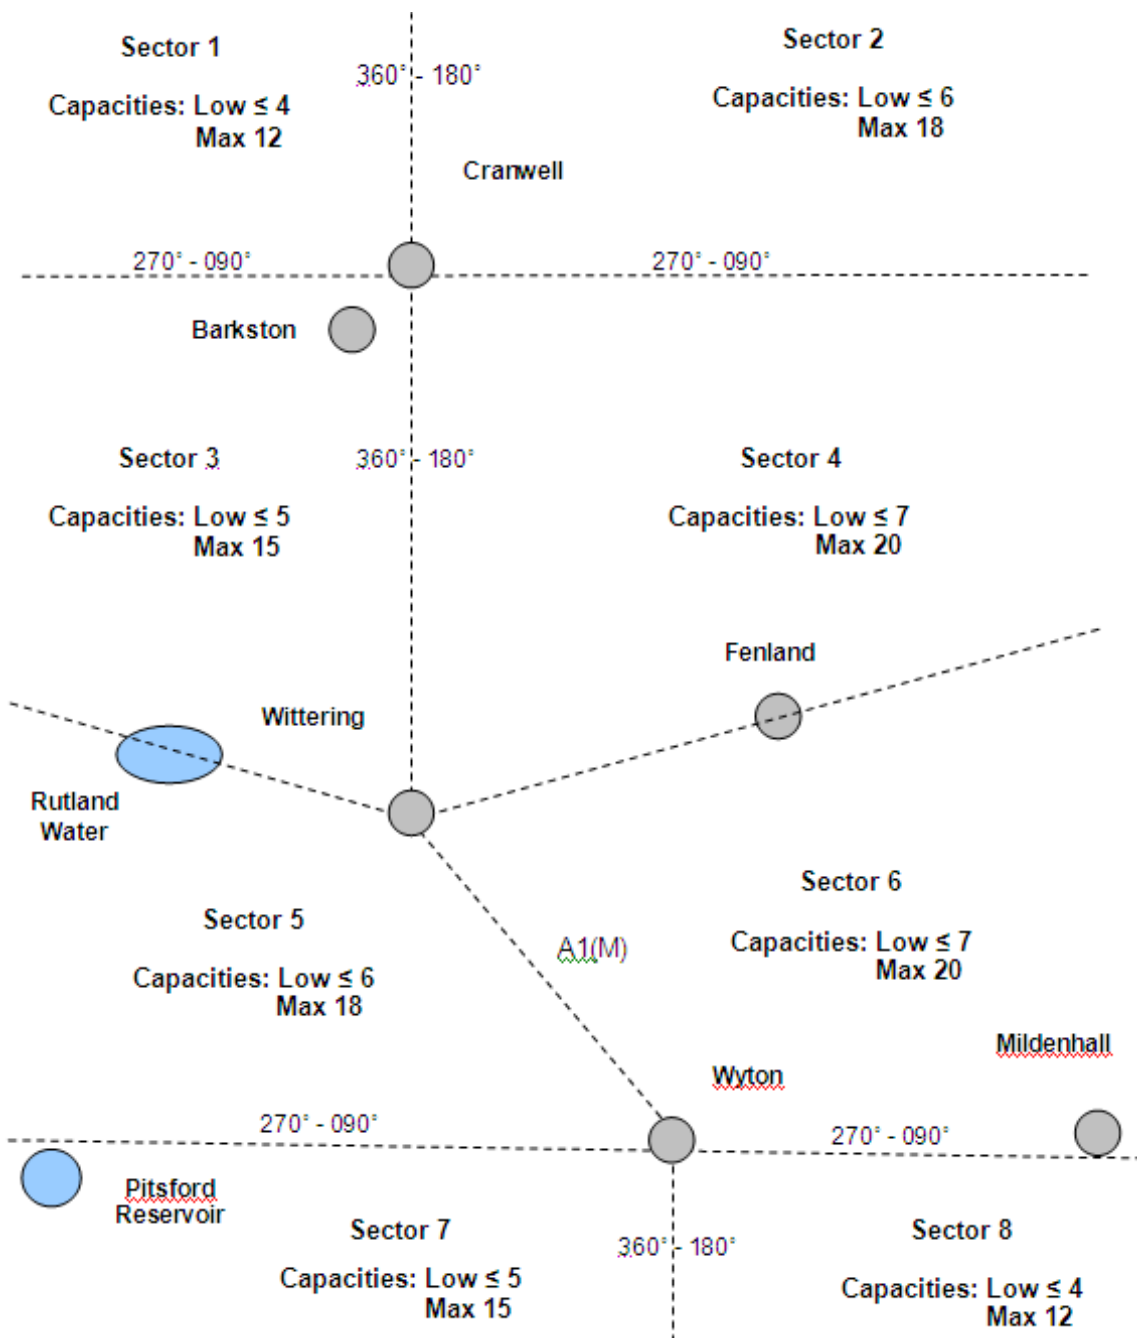 Sector 1
Capacities: Low ≤ 4
Max 12
360° - 180°
Sector 2
Capacities: Low ≤ 6
Max 18
Cranwell
270° - 090°
270° - 090°
Barkston
Sector 3
Capacities: Low ≤ 5
Max 15
360° - 180°
Sector 4
Capacities: Low ≤ 7
Max 20
Fenland
Wittering
Rutland
Water
Sector 5
Capacities: Low ≤ 6
Max 18
A1(M)
Sector 6
Capacities: Low ≤ 7
Max 20
Mildenhall
Wyton
270° - 090°
270° - 090°
Pitsford
Reservoir
Sector 7
Capacities: Low ≤ 5
Max 15
360° - 180°
Sector 8
Capacities: Low ≤ 4
Max 12